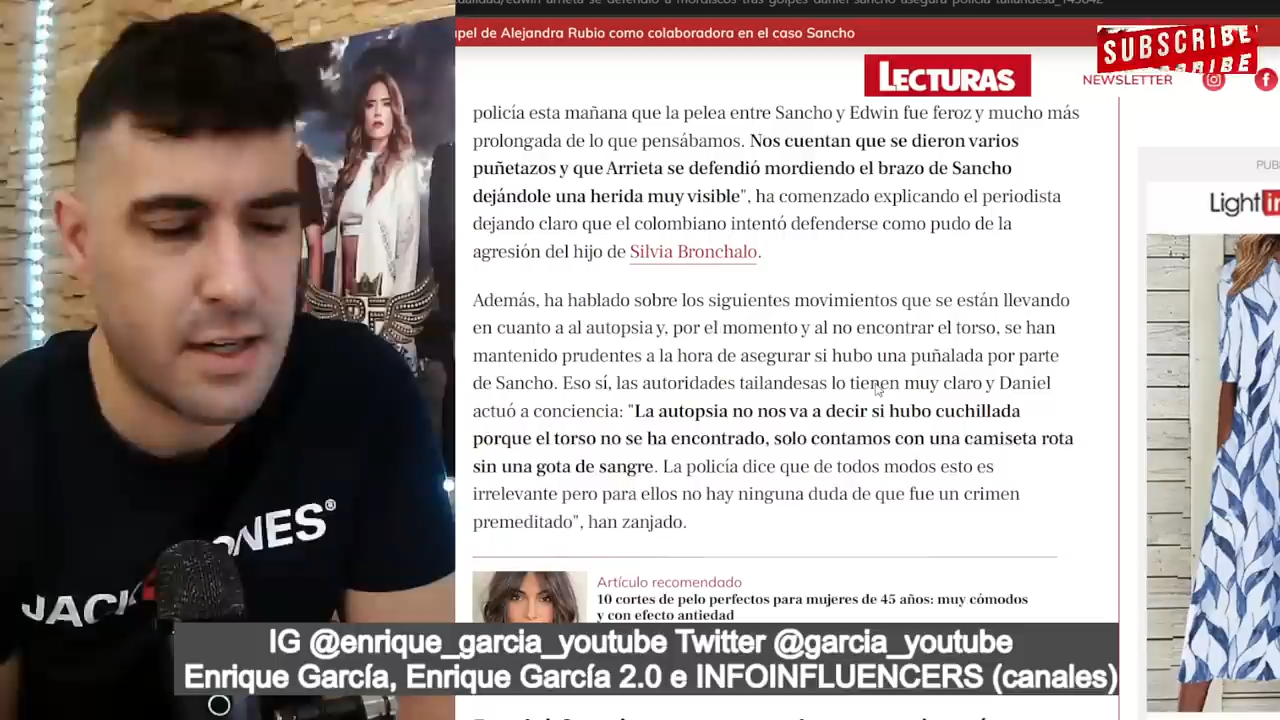 apel de Alejandra Rubio como colaboradora en el caso Sancho
SUBSCRIBE
LECTURAS
NEWSLETTER
policía esta mañana que la pelea entre Sancho y Edwin fue feroz y mucho más
prolongada de lo que pensábamos. Nos cuentan que se dieron varios
puñetazos y que Arrieta se defendió mordiendo el brazo de Sancho
dejándole una herida muy visible", ha comenzado explicando el periodista
dejando claro que el colombiano intentó defenderse como pudo de la
agresión del hijo de Silvia Bronchalo.
PUB
Light in
Además, ha hablado sobre los siguientes movimientos que se están llevando
en cuanto a al autopsia y, por el momento y al no encontrar el torso, se han
mantenido prudentes a la hora de asegurar si hubo una puñalada por parte
de Sancho. Eso sí, las autoridades tailandesas lo tienen muy claro y Daniel
actuó a conciencia: "La autopsia no nos va a decir si hubo cuchillada
porque el torso no se ha encontrado, solo contamos con una camiseta rota
sin una gota de sangre. La policía dice que de todos modos esto es
irrelevante pero para ellos no hay ninguna duda de que fue un crimen
premeditado", han zanjado.
Artículo recomendado
10 cortes de pelo perfectos para mujeres de 45 años: muy cómodos
y con efecto antiedad
JACK JONES®
IG @enrique_garcia_youtube Twitter @garcia_youtube
Enrique García, Enrique García 2.0 e INFOINFLUENCERS (canales)